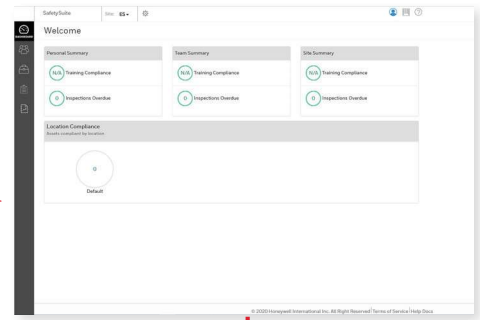 SafetySuite Site: ES
DASHBOARD
Welcome
Personal Summary
N/A Training Compliance
0 Inspections Overdue
Team Summary
N/A Training Compliance
0 Inspections Overdue
Site Summary
N/A Training Compliance
0 Inspections Overdue
Location Compliance
Assets compliant by location
0
Default
© 2020 Honeywell International Inc. All Right Reserved | Terms of Service | Help Docs